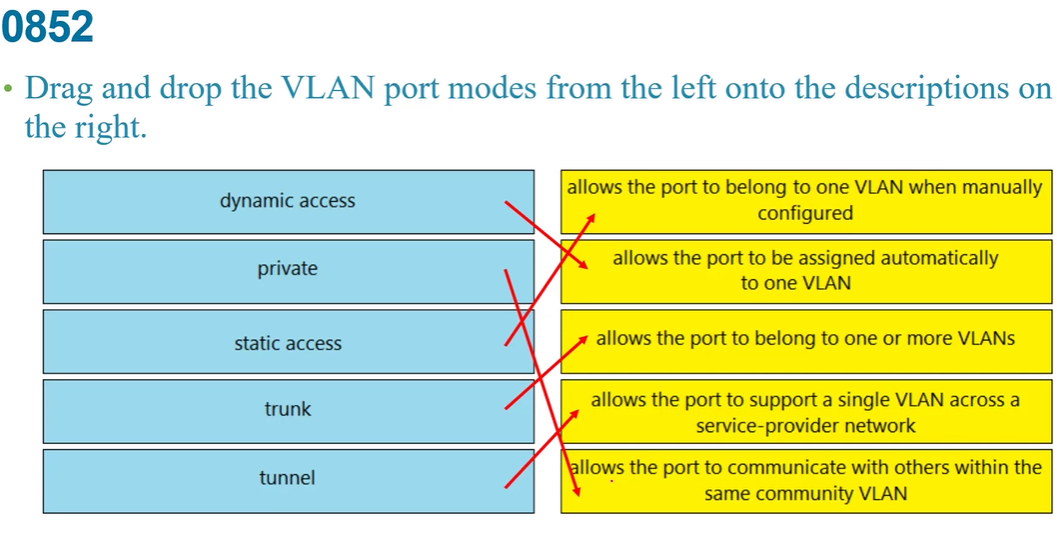 0852
• Drag and drop the VLAN port modes from the left onto the descriptions on
the right.
dynamic access
private
static access
trunk
tunnel
allows the port to belong to one VLAN when manually
configured
allows the port to be assigned automatically
to one VLAN
allows the port to belong to one or more VLANs
allows the port to support a single VLAN across a
service-provider network
allows the port to communicate with others within the
same community VLAN